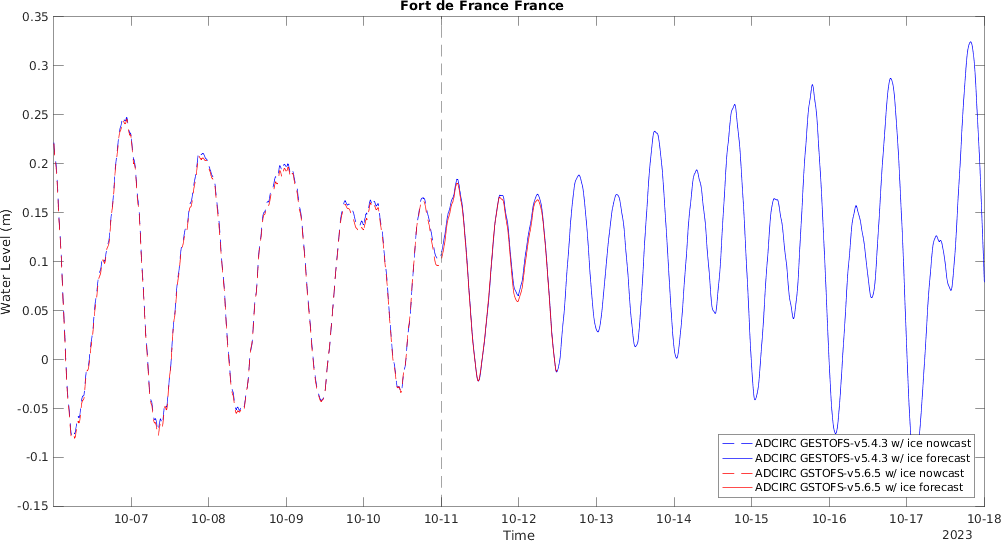 Fort de France France
0.35
0.3
0.25
0.2
0.15
0.1
0.05
0
-0.05
-0.1
-0.15
Water Level (m)
10-07 10-08 10-09 10-10 10-11 10-12 10-13 10-14 10-15 10-16 10-17 10-18
Time
2023
ADCIRC GESTOFS-v5.4.3 w/ ice nowcast
ADCIRC GESTOFS-v5.4.3 w/ ice forecast
ADCIRC GSTOFS-v5.6.5 w/ ice nowcast
ADCIRC GSTOFS-v5.6.5 w/ ice forecast